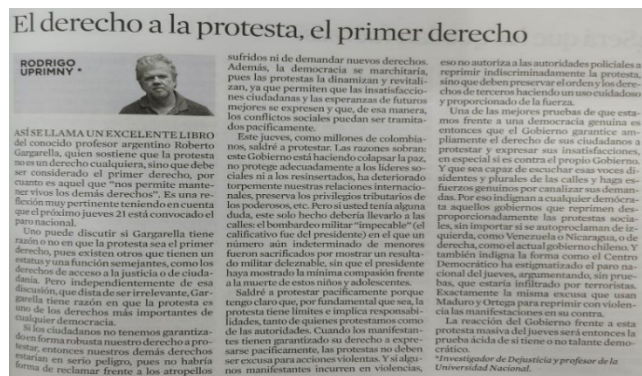 El derecho a la protesta, el primer derecho
RODRIGO
UPRIMNY *
ASÍ SE LLAMA UN EXCELENTE LIBRO
del conocido profesor argentino Roberto
Gargarella, quien sostiene que la protesta
no es un derecho cualquiera, sino que debe
ser considerado el primer derecho, por
cuanto es aquel que "nos permite mante-
ner vivos los demás derechos". Es una re-
flexión muy pertinente teniendo en cuenta
que el próximo jueves 21 está convocado el
paro nacional.
Uno puede discutir si Gargarella tiene
razón o no en que la protesta sea el primer
derecho, pues existen otros que tienen un
estatus y una función semejantes, como los
derechos de acceso a la justicia o de ciuda-
danía. Pero independientemente de esa
discusión, que dista de ser irrelevante, Gar-
garella tiene razón en que la protesta es
uno de los derechos más importantes de
cualquier democracia.
Si los ciudadanos no tenemos garantiza-
do en forma robusta nuestro derecho a pro-
testar, entonces nuestros demás derechos
estarían en serio peligro, pues no habría
forma de reclamar frente a los atropellos
sufridos ni de demandar nuevos derechos.
Además, la democracia se marchitaría,
pues las protestas la dinamizan y revitali-
zan, ya que permiten que las insatisfaccio-
nes ciudadanas y las esperanzas de futuros
mejores se expresen y que, de esa manera,
los conflictos sociales puedan ser tramita-
dos pacíficamente.
Este jueves, como millones de colombia-
nos, saldré a protestar. Las razones sobran:
este Gobierno está haciendo colapsar la paz,
no protege adecuadamente a los líderes so-
ciales ni a los reinsertados, ha deteriorado
torpemente nuestras relaciones internacio-
nales, preserva los privilegios tributarios de
los poderosos, etc. Pero si usted tenía alguna
duda, este solo hecho debería llevarlo a las
calles: el bombardeo militar "impecable" (el
calificativo fue del presidente) en el que un
número aún indeterminado de menores
fueron sacrificados por mostrar un resulta-
do militar deleznable, sin que el presidente
haya mostrado la mínima compasión frente
a la muerte de estos niños y adolescentes.
Saldré a protestar pacíficamente porque
tengo claro que, por fundamental que sea, la
protesta tiene límites e implica responsabi-
lidades, tanto de quienes protestamos como
de las autoridades. Cuando los manifestan-
tes tienen garantizado su derecho a expre-
sarse pacíficamente, las protestas no deben
ser excusa para acciones violentas. Y si algu-
nos manifestantes incurren en violencias,
eso no autoriza a las autoridades policiales a
reprimir indiscriminadamente la protesta,
sino que deben preservar el orden y los dere-
chos de terceros haciendo un uso cuidadoso
y proporcionado de la fuerza.
Una de las mejores pruebas de que esta-
mos frente a una democracia genuina es
entonces que el Gobierno garantice am-
pliamente el derecho de sus ciudadanos a
protestar y expresar sus insatisfacciones,
en especial si es contra el propio Gobierno.
Y que sea capaz de escuchar esas voces di-
sidentes y plurales de las calles y haga es-
fuerzos genuinos por canalizar sus deman-
das. Por eso indignan a cualquier demócra-
ta aquellos gobiernos que reprimen des-
proporcionadamente las protestas socia-
les, sin importar si se autoproclaman de iz-
quierda, como Venezuela o Nicaragua, o de
derecha, como el actual gobierno chileno. Y
también indigna la forma como el Centro
Democrático ha estigmatizado el paro na-
cional del jueves, argumentando, sin prue-
bas, que estaría infiltrado por terroristas.
Exactamente la misma excusa que usan
Maduro y Ortega para reprimir con violen-
cia las manifestaciones en su contra.
La reacción del Gobierno frente a esta
protesta masiva del jueves será entonces la
prueba ácida de si tiene o no talante demo-
crático.
*Investigador de Dejusticia y profesor de la
Universidad Nacional.